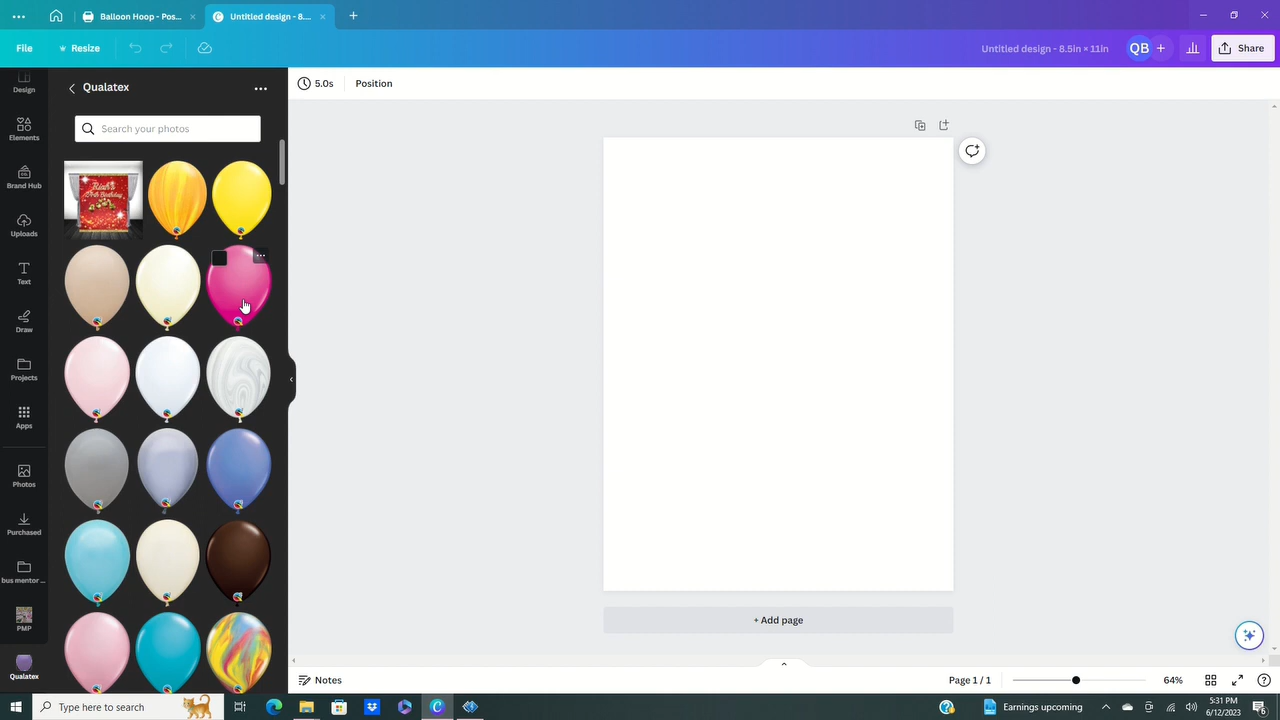 Balloon Hoop - Pos...
Untitled design - 8....
File
Resize
Untitled design - 8.5in × 11in
QB
Share
Design
Elements
Brand Hub
Uploads
Text
Draw
Projects
Apps
Photos
Purchased
bus mentor ...
PMP
Qualatex
Qualatex
Search your photos
5.0s
Position
+ Add page
Notes
Page 1 / 1
64%
Type here to search
Earnings upcoming
5:31 PM
6/12/2023
6